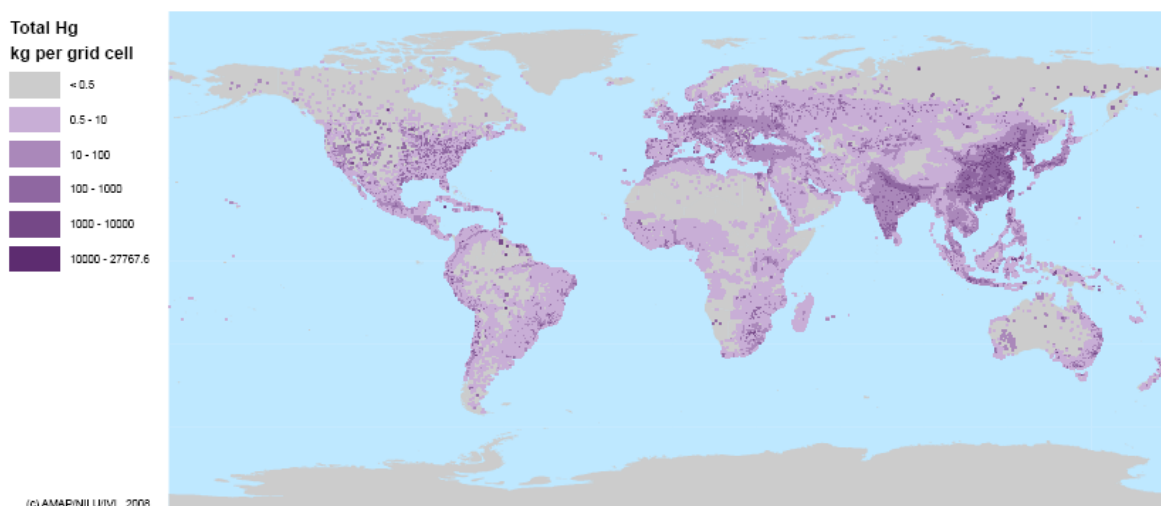 Total Hg
kg per grid cell
< 0.5
0.5 - 10
10 - 100
100 - 1000
1000 - 10000
10000 - 27767.6
(c) AMAP/NILU/IVL, 2008